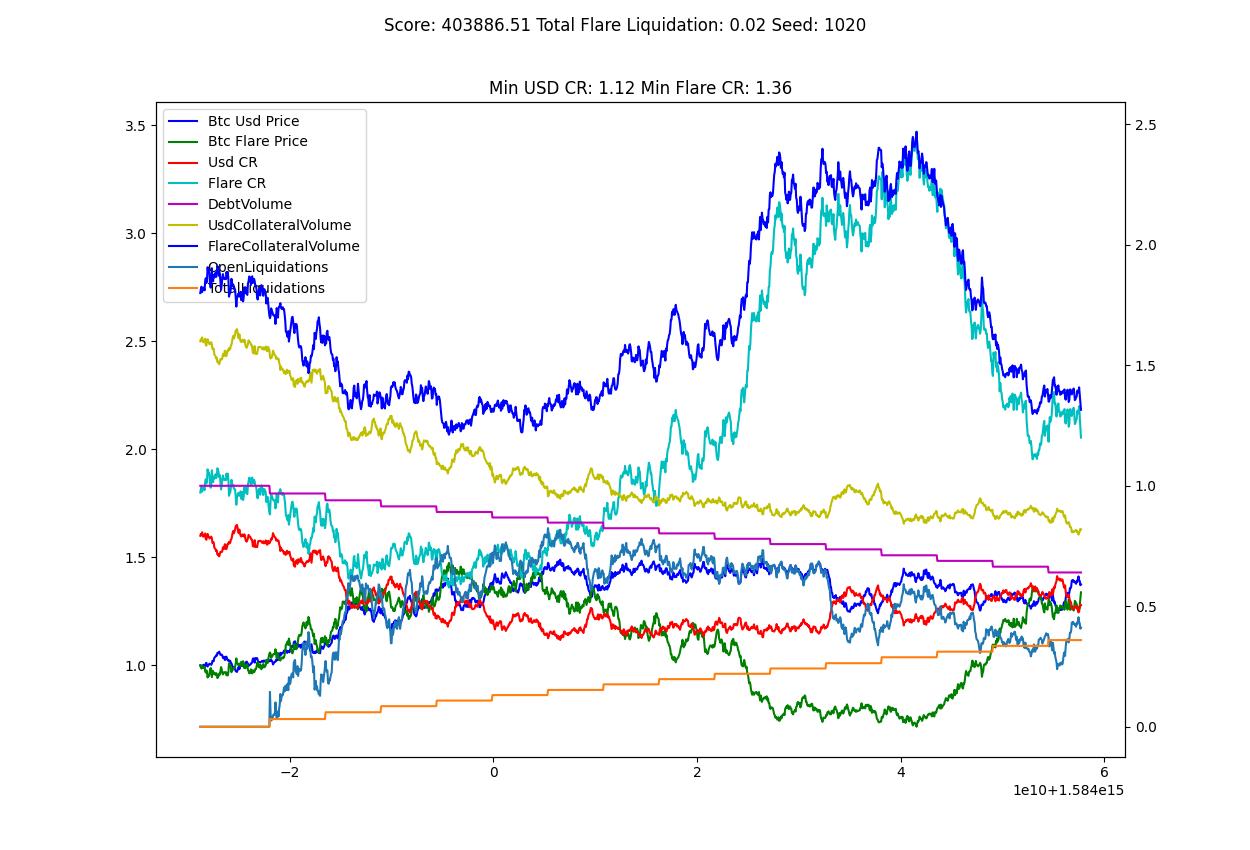 Score: 403886.51 Total Flare Liquidation: 0.02 Seed: 1020
Min USD CR: 1.12 Min Flare CR: 1.36
Btc Usd Price
Btc Flare Price
Usd CR
Flare CR
DebtVolume
UsdCollateralVolume
FlareCollateralVolume
OpenLiquidations
TotalLiquidations
3.5
3.0
2.5
2.0
1.5
1.0
2.5
2.0
1.5
1.0
0.5
0.0
−2 0 2 4 6
1e10+1.584e15